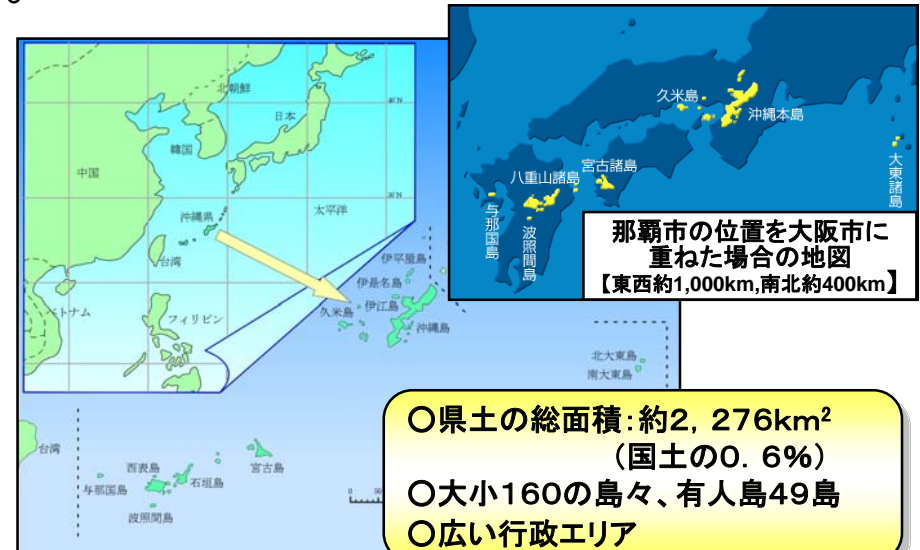 北朝鮮
40°N
日本
韓国
中国
30°N
沖縄県
太平洋
台湾
フィリピン
伊平屋島
伊是名島
久米島
伊江島
沖縄島
北大東島
南大東島
台湾
西表島
石垣島
宮古島
与那国島
波照間島
0
久米島
沖縄本島
宮古諸島
八重山諸島
大東諸島
与那国島
波照間島
那覇市の位置を大阪市に
重ねた場合の地図
【東西約1,000km,南北約400km】
○県土の総面積:約2,276km²
(国土の0.6%)
○大小160の島々、有人島49島
○広い行政エリア